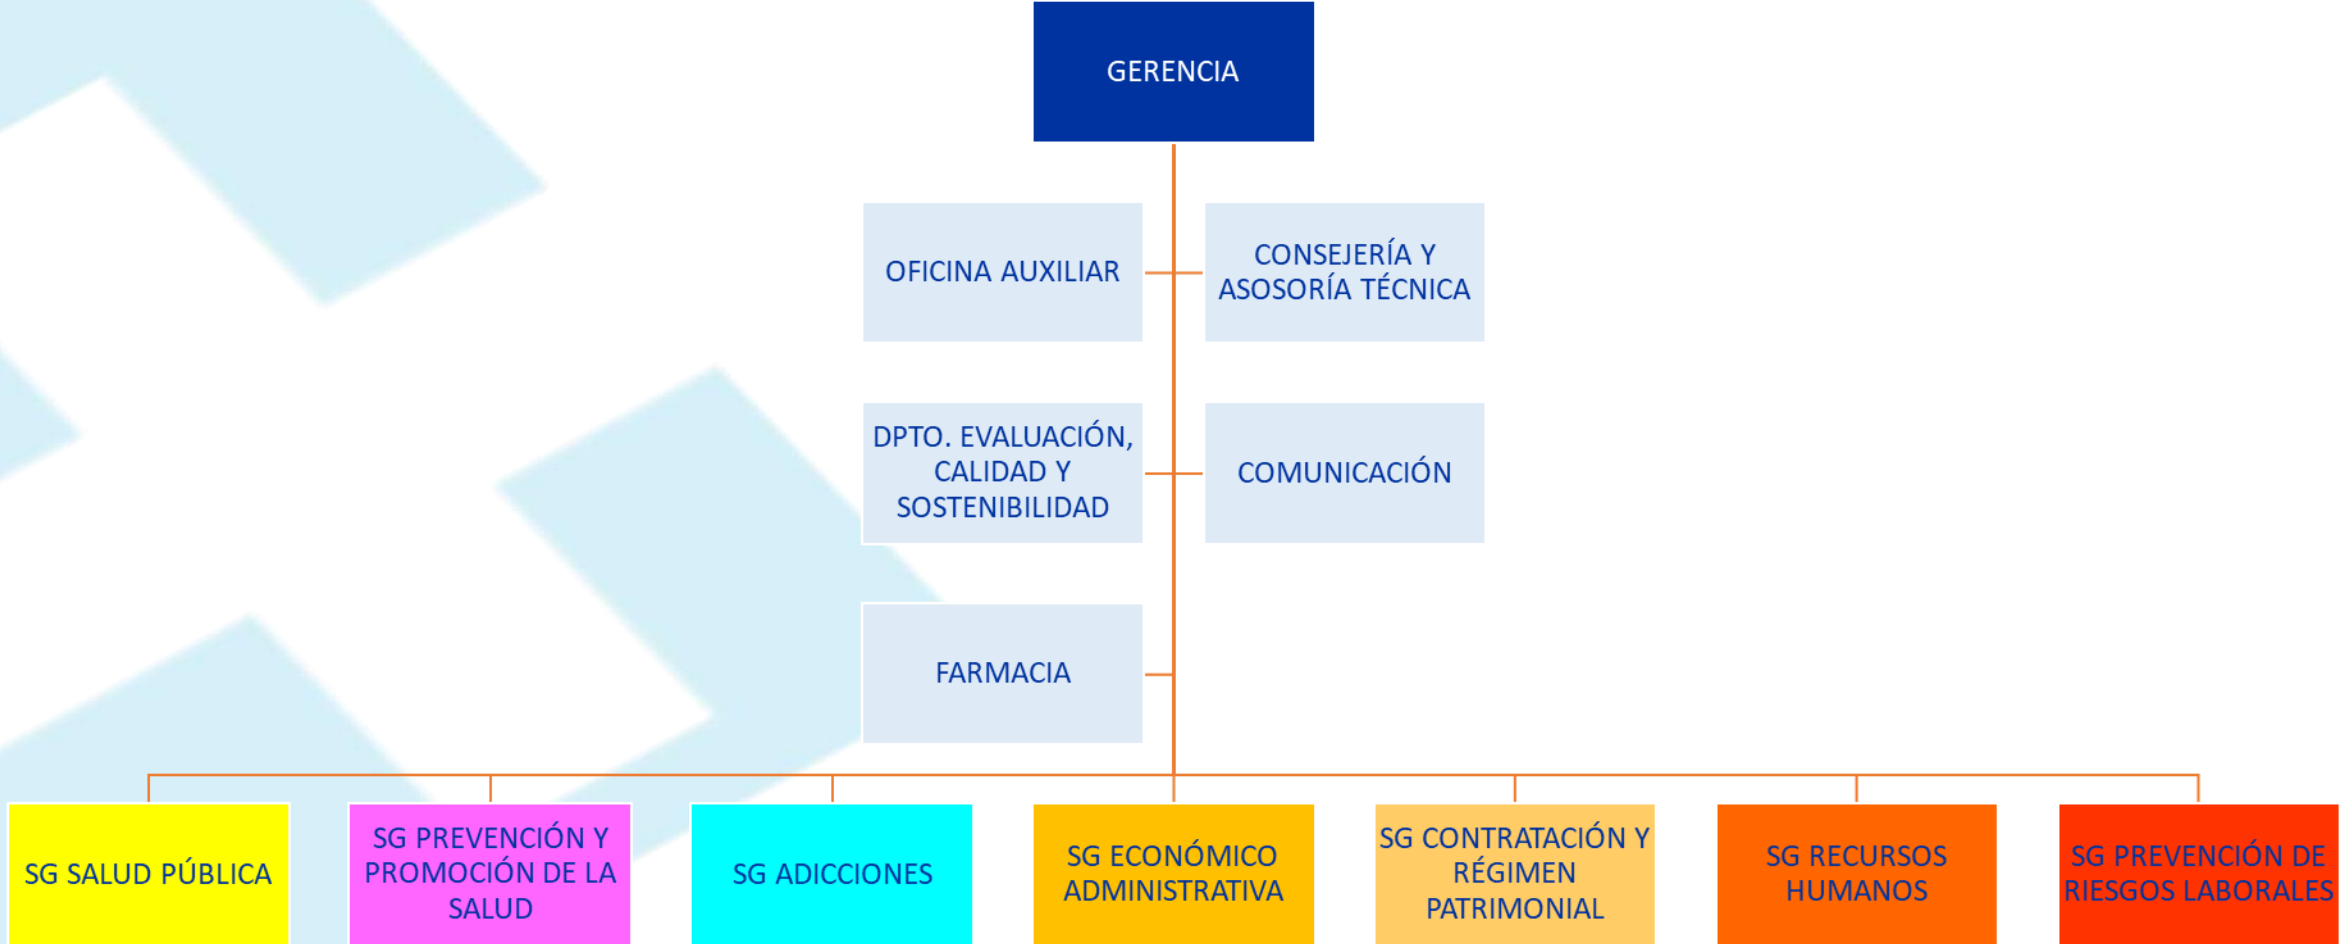 GERENCIA
OFICINA AUXILIAR
CONSEJERÍA Y
ASOSORÍA TÉCNICA
DPTO. EVALUACIÓN,
CALIDAD Y
SOSTENIBILIDAD
COMUNICACIÓN
FARMACIA
SG SALUD PÚBLICA
SG PREVENCIÓN Y
PROMOCIÓN DE LA
SALUD
SG ADICCIONES
SG ECONÓMICO
ADMINISTRATIVA
SG CONTRATACIÓN Y
RÉGIMEN
PATRIMONIAL
SG RECURSOS
HUMANOS
SG PREVENCIÓN DE
RIESGOS LABORALES